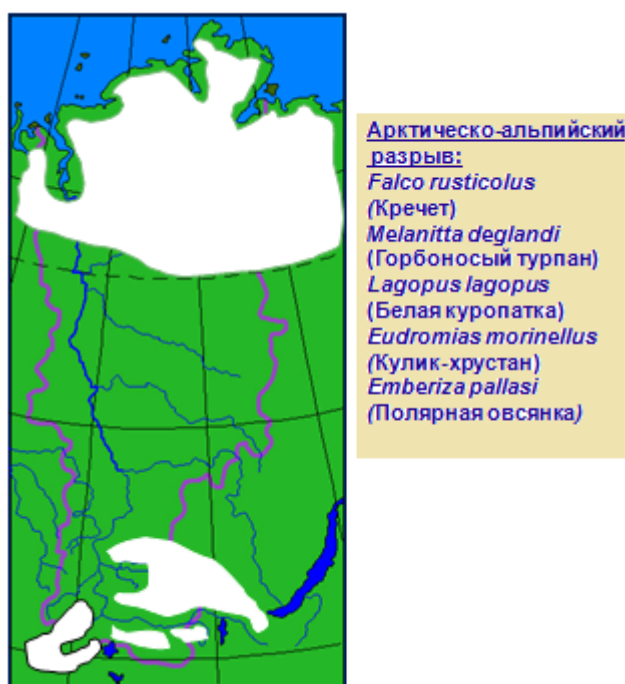 Арктическо-альпийский
разрыв:
Falco rusticolus
(Кречет)
Melanitta deglandi
(Горбоносый турпан)
Lagopus lagopus
(Белая куропатка)
Eudromias morinellus
(Кулик-хрустан)
Emberiza pallasi
(Полярная овсянка)